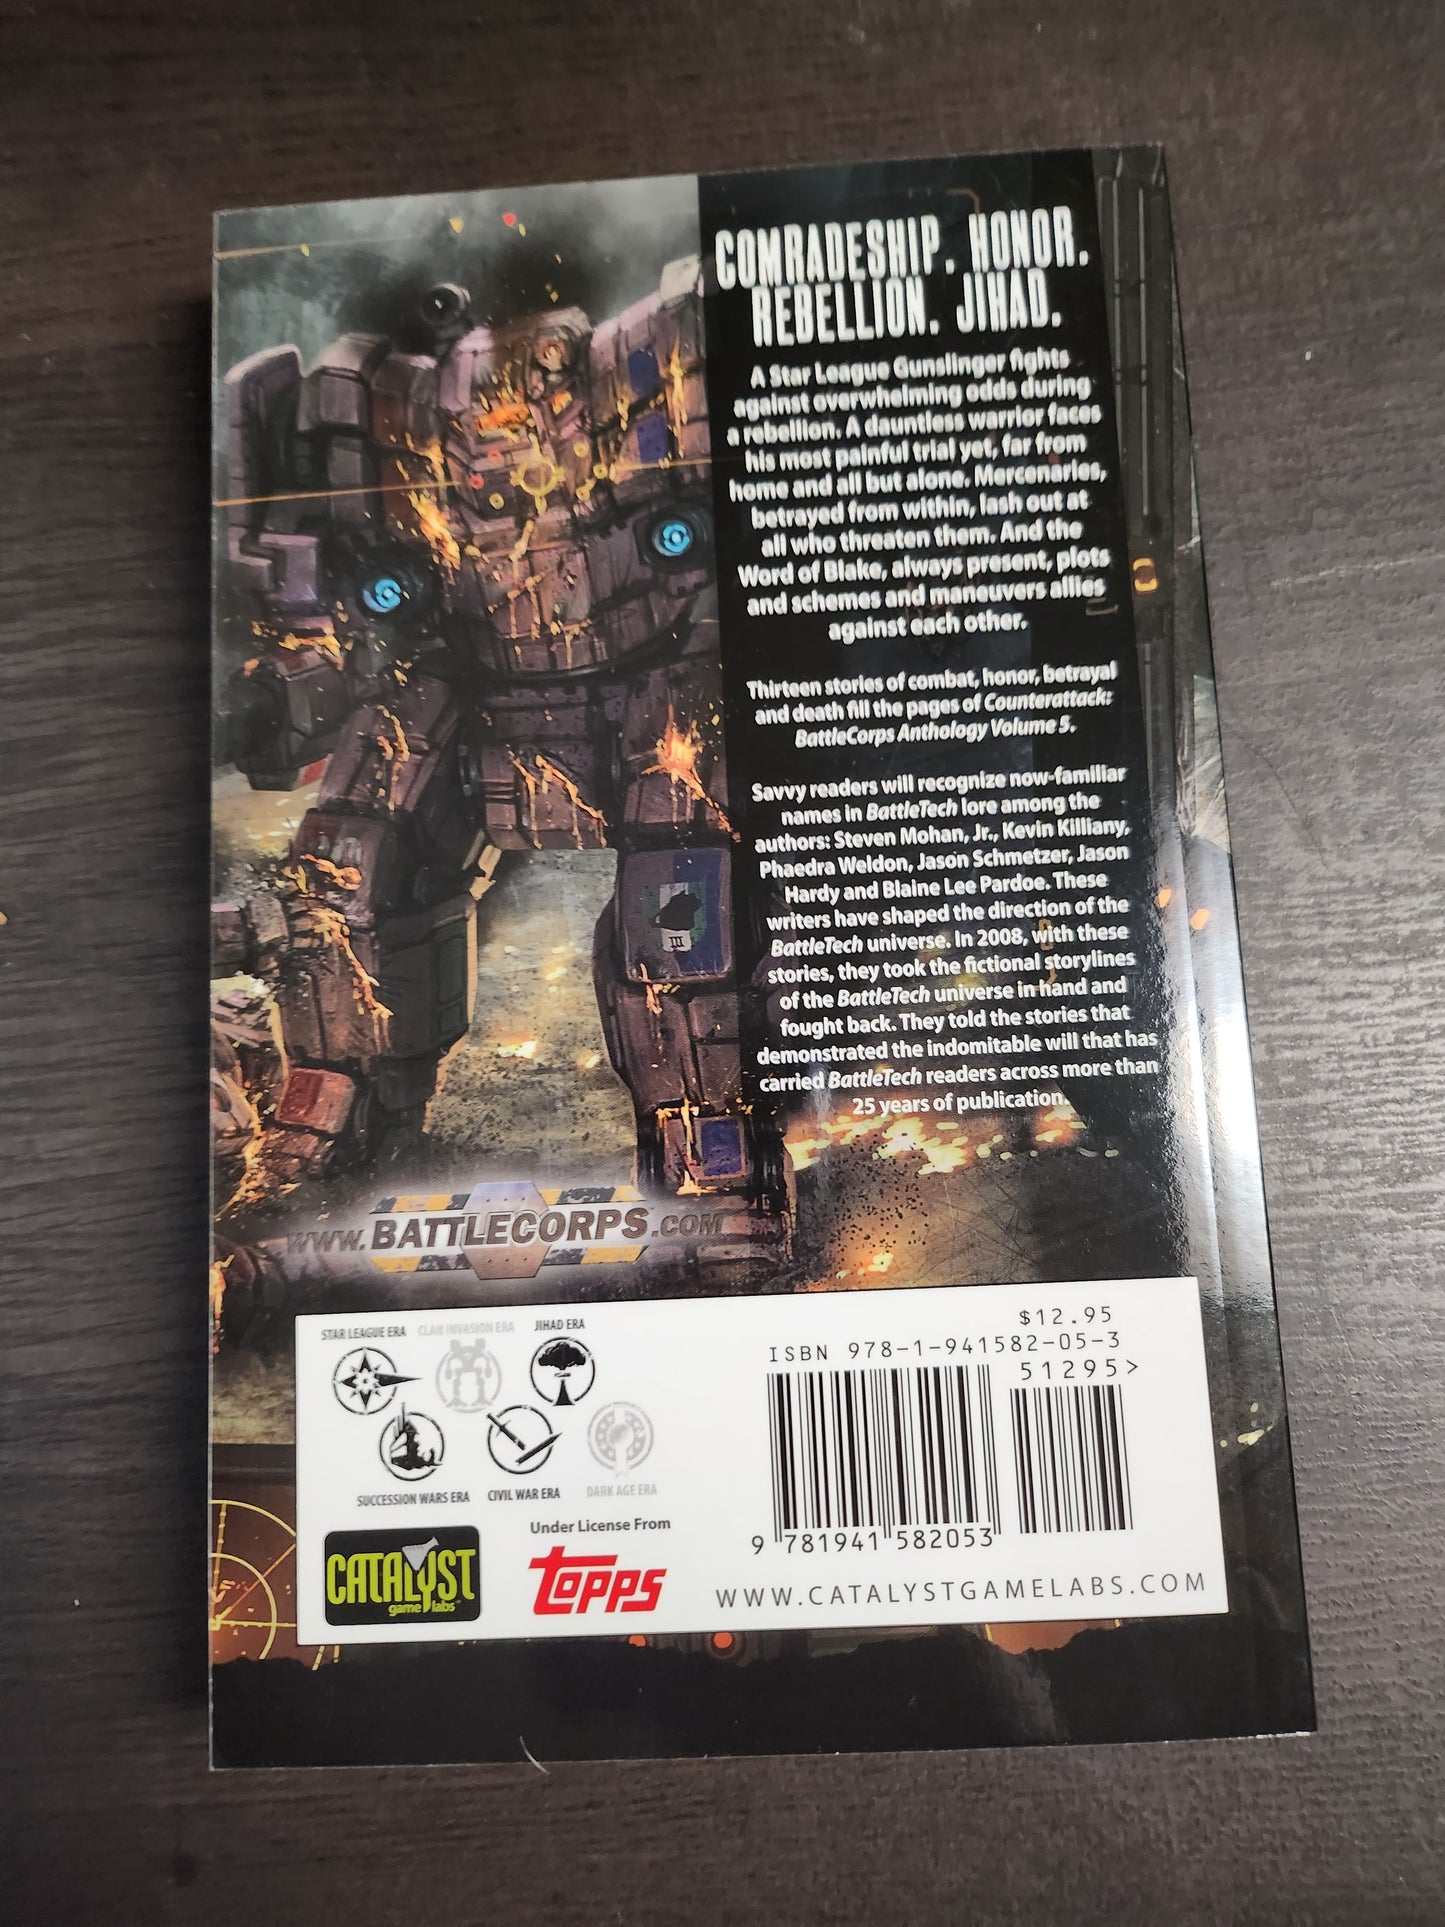 COMRADESHIP. HONOR.
REBELLION. JIHAD.
A Star League Gunslinger fights
against overwhelming odds during
a rebellion. A dauntless warrior faces
his most painful trial yet, far from
home and all but alone. Mercenaries,
betrayed from within, lash out at
all who threaten them. And the
Word of Blake, always present, plots
and schemes and maneuvers allies
against each other.
Thirteen stories of combat, honor, betrayal
and death fill the pages of Counterattack:
BattleCorps Anthology Volume 5.
Savvy readers will recognize now-familiar
names in BattleTech lore among the
authors: Steven Mohan, Jr., Kevin Killiany,
Phaedra Weldon, Jason Schmetzer, Jason
Hardy and Blaine Lee Pardoe. These
writers have shaped the direction of the
BattleTech universe. In 2008, with these
stories, they took the fictional storylines
of the BattleTech universe in hand and
fought back. They told the stories that
demonstrated the indomitable will that has
carried BattleTech readers across more than
25 years of publication.
III
WWW.BATTLECORPS.COM
STAR LEAGUE ERA CLAN INVASION ERA JIHAD ERA
SUCCESSION WARS ERA CIVIL WAR ERA DARK AGE ERA
CATALYST
game labs™
Under License From
TOPPS
$12.95
ISBN 978-1-941582-05-3
51295>
9 781941 582053
WWW.CATALYSTGAMELABS.COM